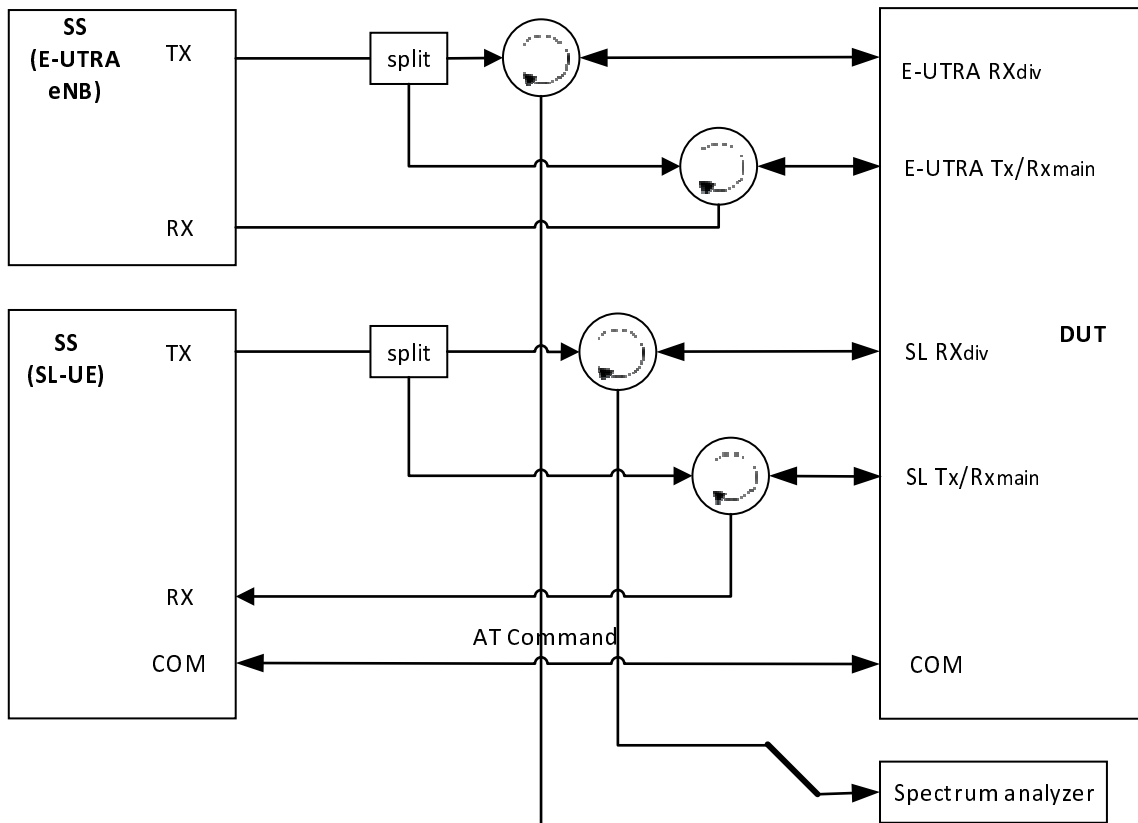 SS
(E-UTRA
eNB)
TX
split
E-UTRA RXdiv
E-UTRA Tx/Rxmain
RX
SS
(SL-UE)
TX
split
SL RXdiv
DUT
SL Tx/Rxmain
RX
AT Command
COM
COM
Spectrum analyzer